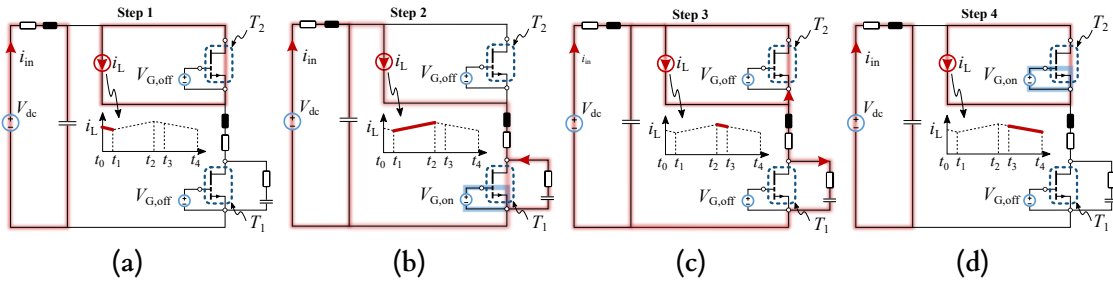 Step 1
T2
iin
iL
VG,off
Vdc
iL
t0 t1 t2 t3 t4
VG,off
T1
(a)
Step 2
T2
iin
iL
VG,off
Vdc
iL
t0 t1 t2 t3 t4
VG,on
T1
(b)
Step 3
T2
iin
iL
VG,off
Vdc
iL
t0 t1 t2 t3 t4
VG,off
T1
(c)
Step 4
T2
iin
iL
VG,on
Vdc
iL
t0 t1 t2 t3 t4
VG,off
T1
(d)